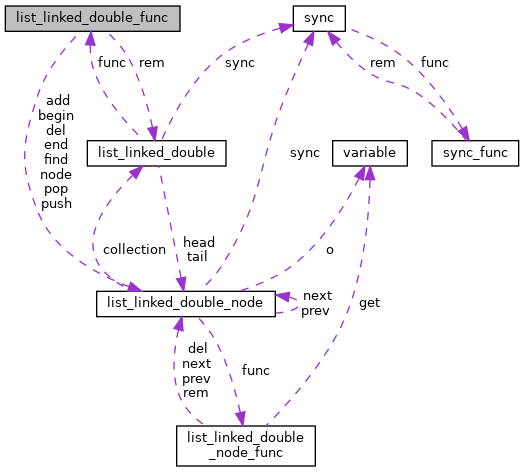 list_linked_double_func
sync
func
rem
sync
rem
func
add
begin
del
end
find
node
pop
push
list_linked_double
sync
variable
sync_func
collection
head
tail
o
list_linked_double_node
next
prev
get
del
next
prev
rem
func
list_linked_double
_node_func